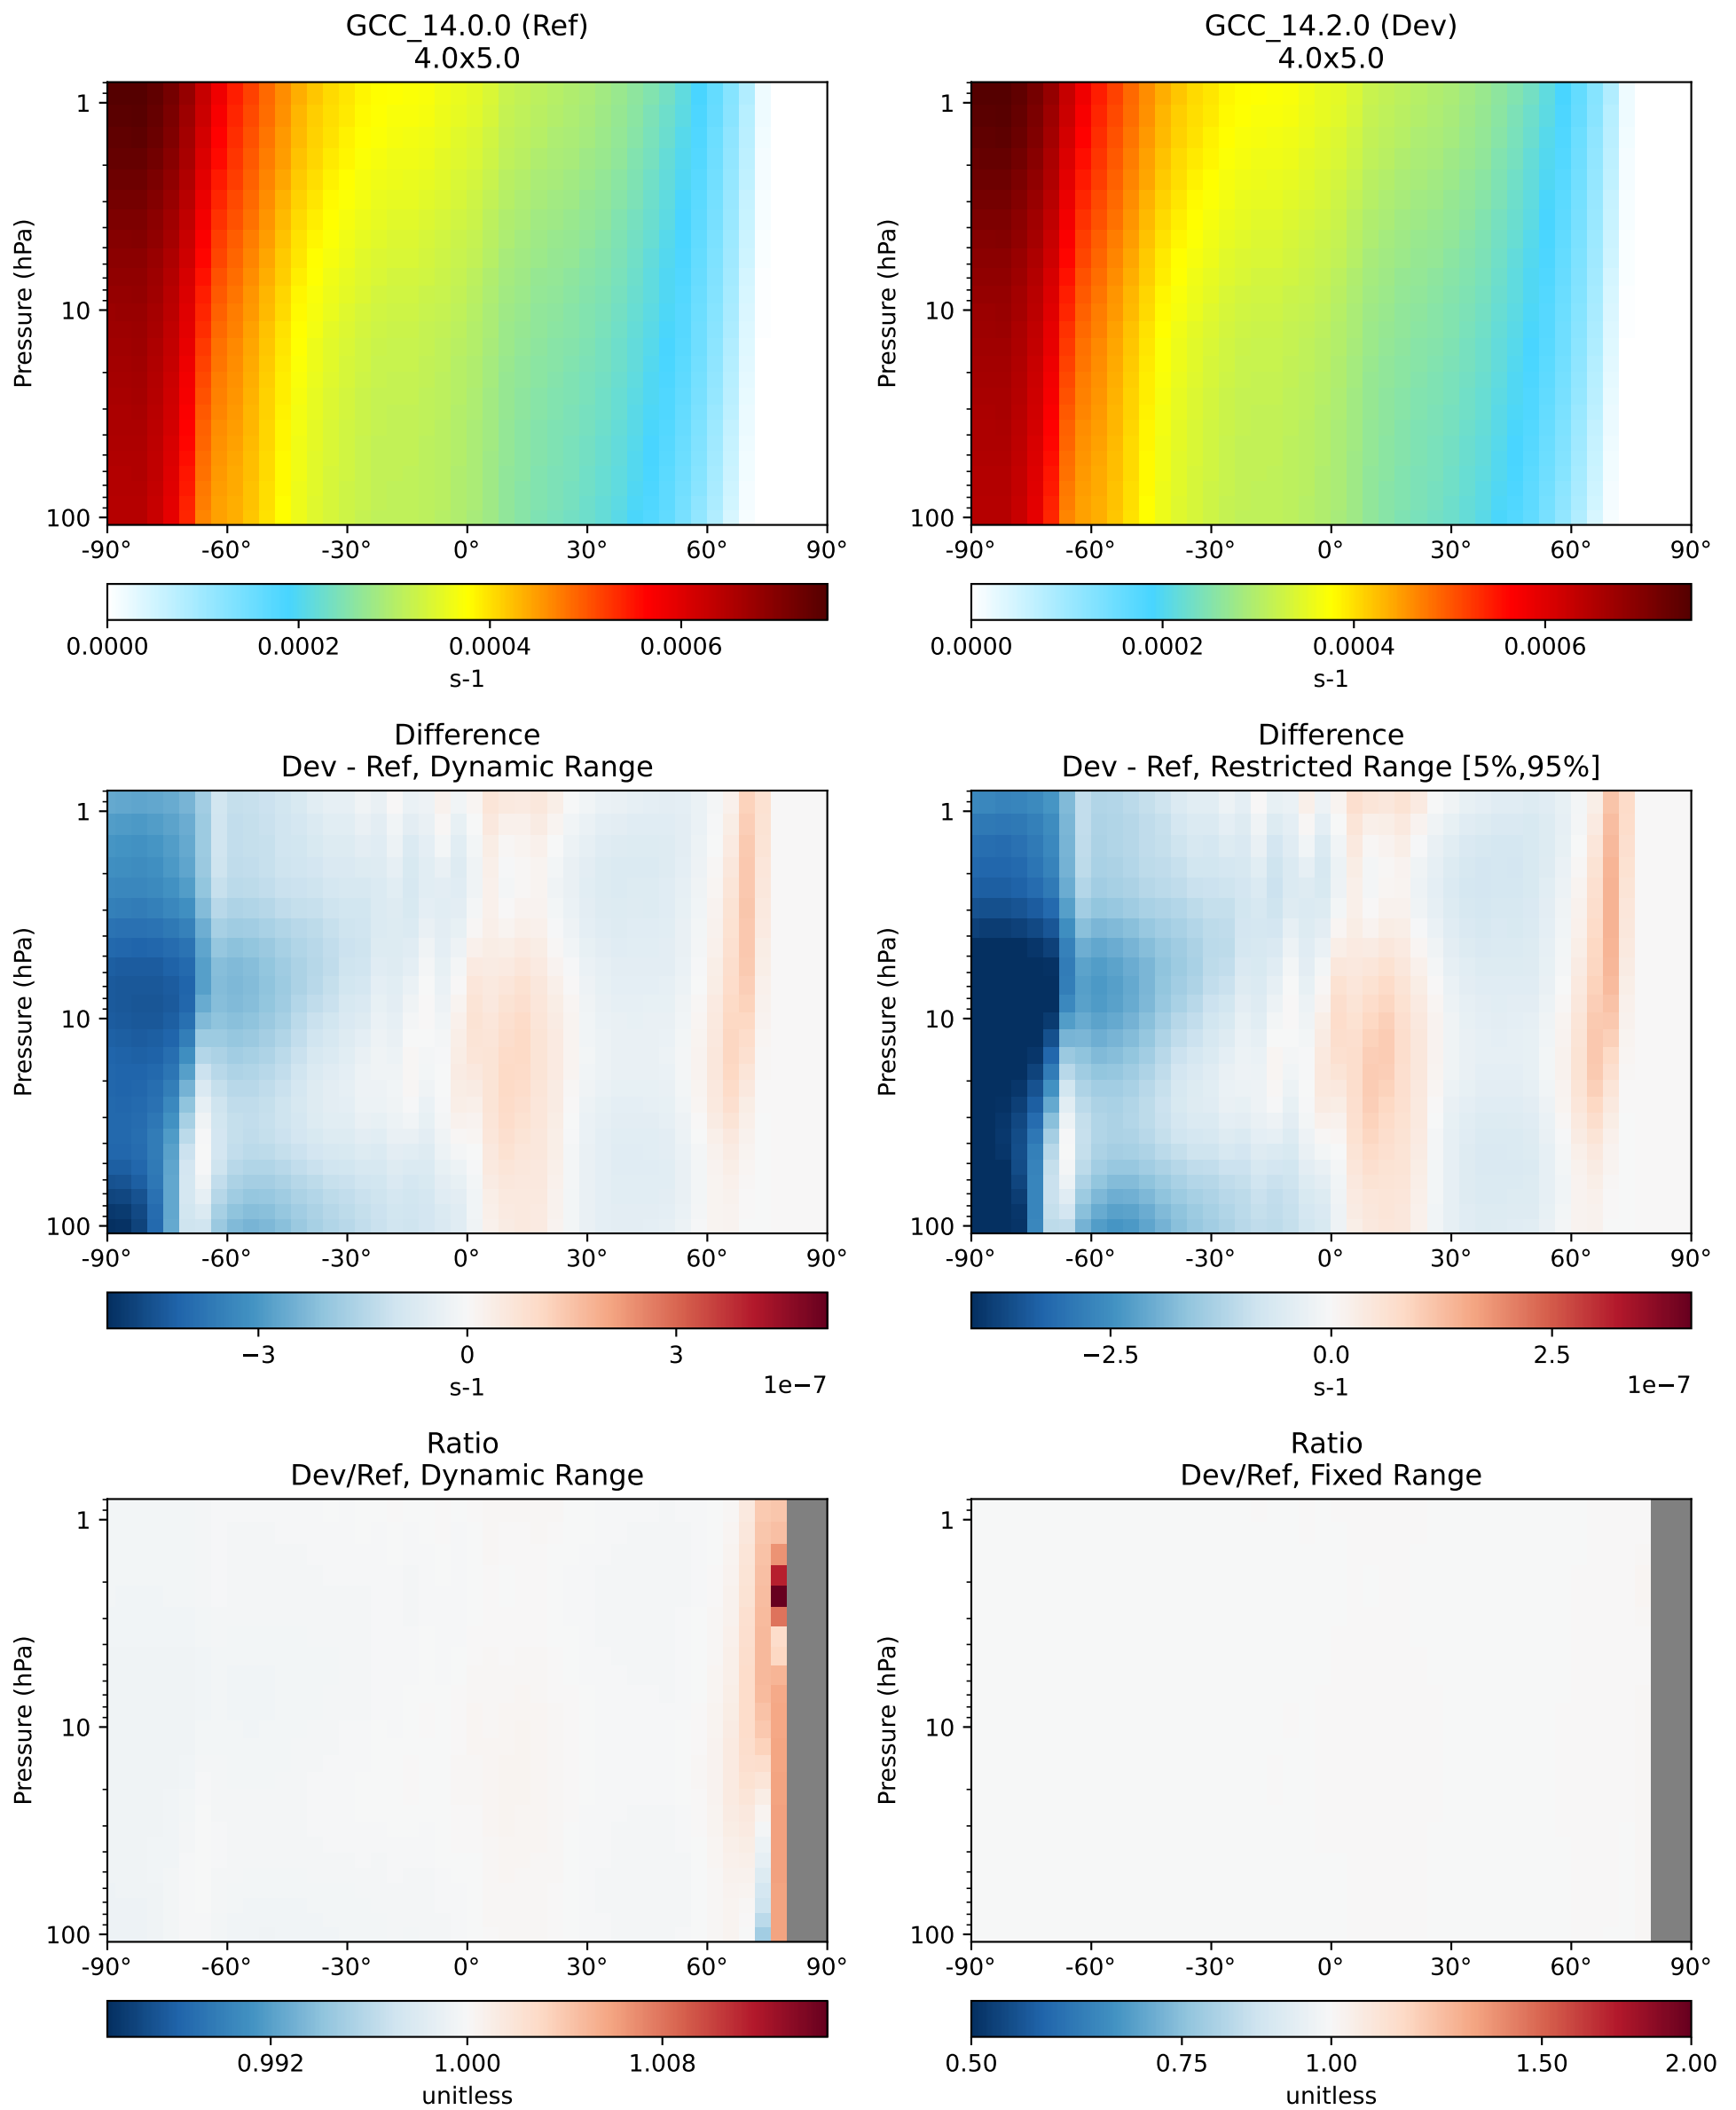 GCC_14.0.0 (Ref)
4.0x5.0
Pressure (hPa)
1
10
100
-90° -60° -30° 0° 30° 60° 90°
0.0000 0.0002 0.0004 0.0006
s-1
GCC_14.2.0 (Dev)
4.0x5.0
Pressure (hPa)
1
10
100
-90° -60° -30° 0° 30° 60° 90°
0.0000 0.0002 0.0004 0.0006
s-1
Difference
Dev - Ref, Dynamic Range
Pressure (hPa)
1
10
100
-90° -60° -30° 0° 30° 60° 90°
−3 0 3
s-1
1e−7
Difference
Dev - Ref, Restricted Range [5%,95%]
Pressure (hPa)
1
10
100
-90° -60° -30° 0° 30° 60° 90°
−2.5 0.0 2.5
s-1
1e−7
Ratio
Dev/Ref, Dynamic Range
Pressure (hPa)
1
10
100
-90° -60° -30° 0° 30° 60° 90°
0.992 1.000 1.008
unitless
Ratio
Dev/Ref, Fixed Range
Pressure (hPa)
1
10
100
-90° -60° -30° 0° 30° 60° 90°
0.50 0.75 1.00 1.50 2.00
unitless